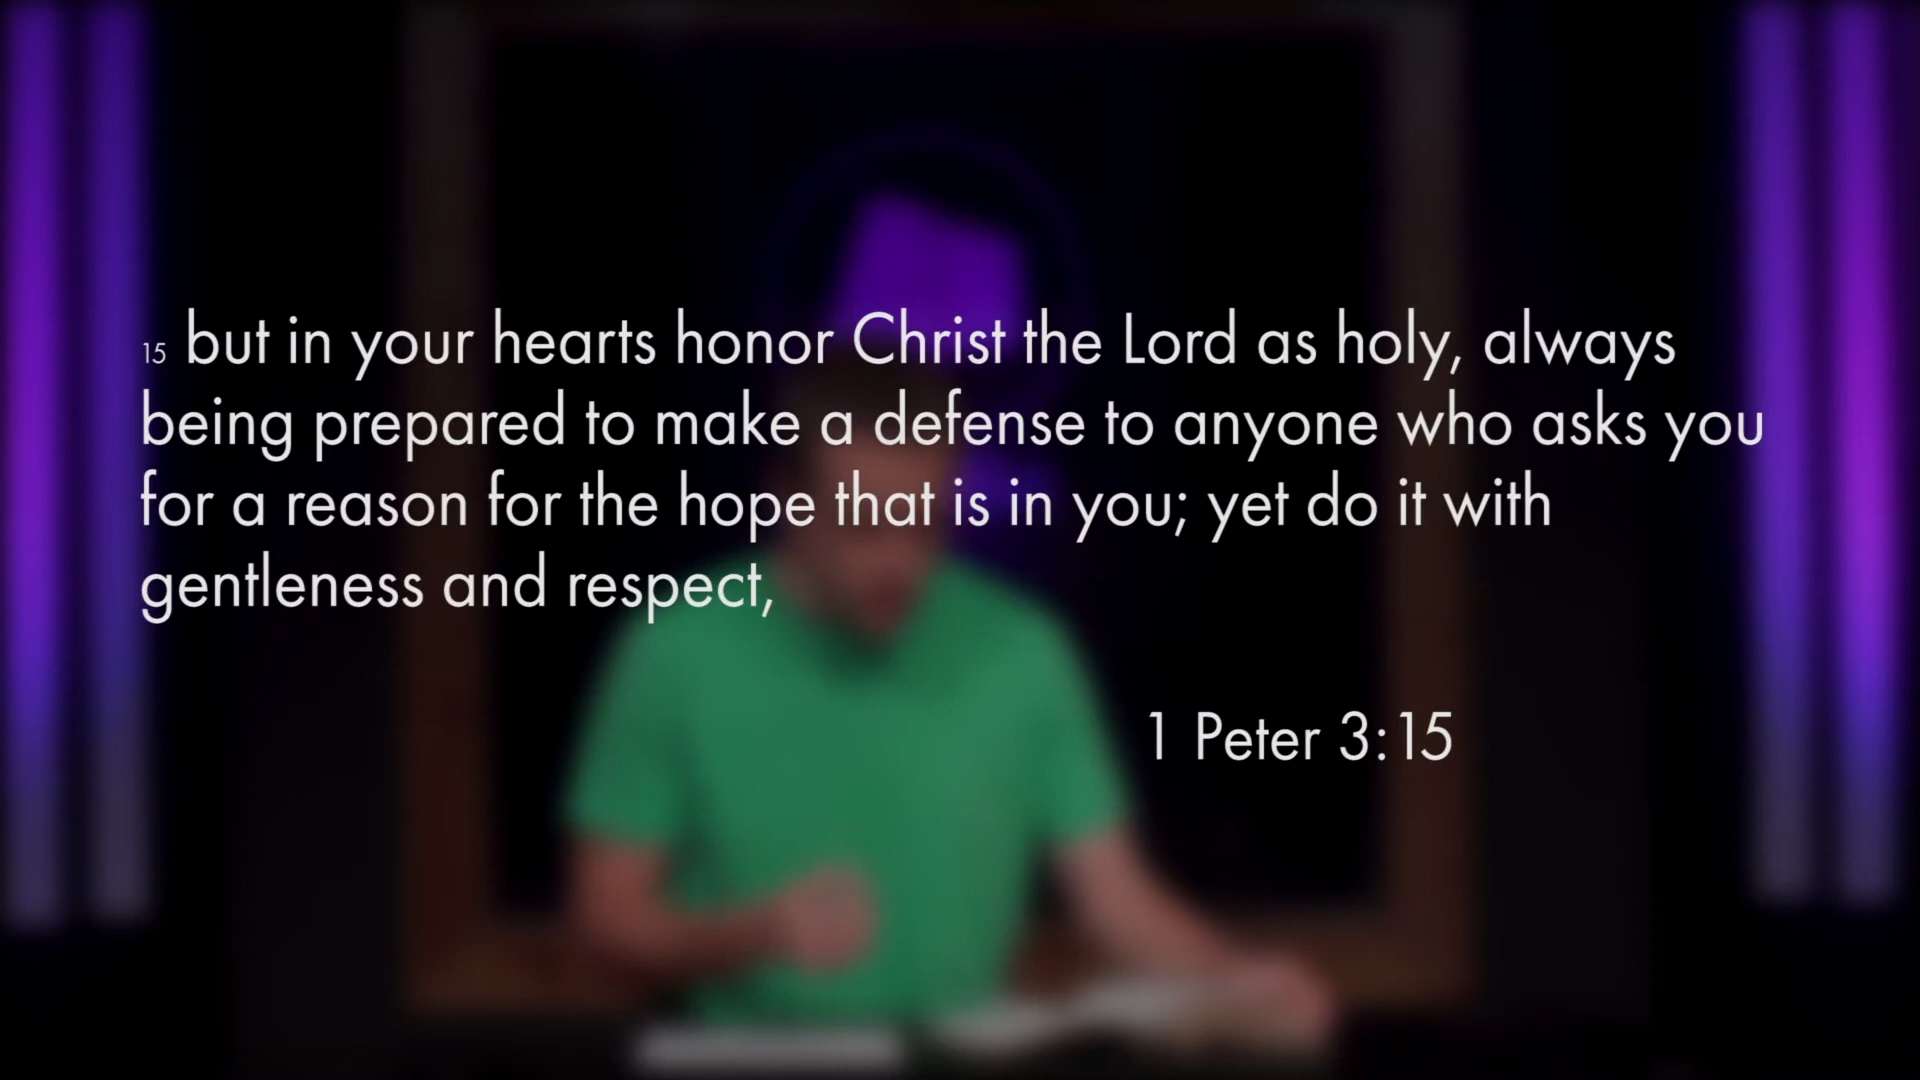 15 but in your hearts honor Christ the Lord as holy, always
being prepared to make a defense to anyone who asks you
for a reason for the hope that is in you; yet do it with
gentleness and respect,
1 Peter 3:15